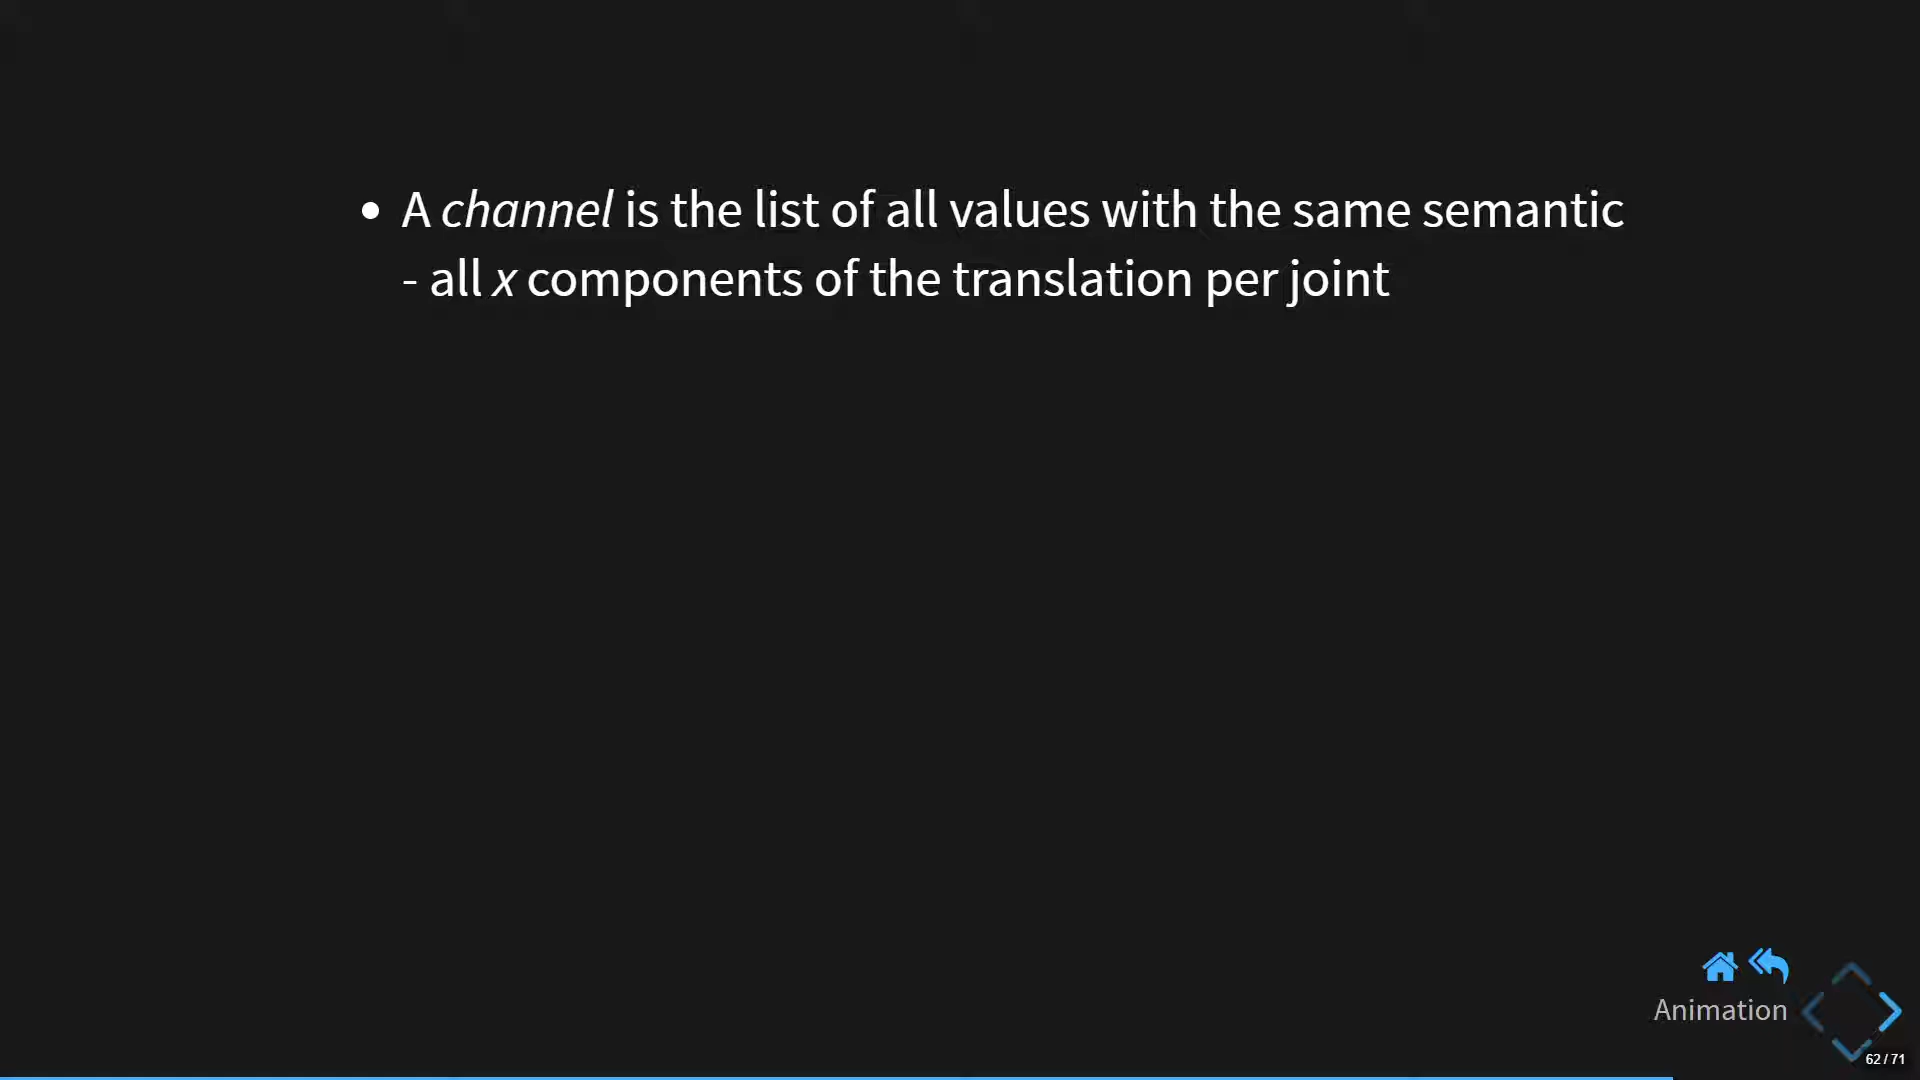 • A channel is the list of all values with the same semantic
- all x components of the translation per joint
Animation
62 / 71